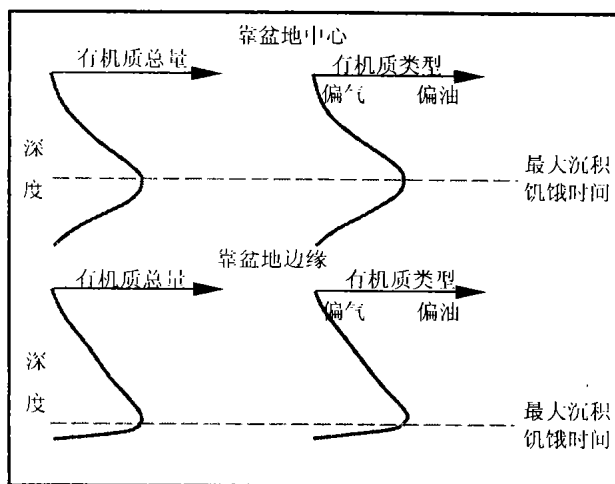 靠盆地中心
有机质总量
有机质类型
偏气 偏油
深度
最大沉积
饥饿时间
靠盆地边缘
有机质总量
有机质类型
偏气 偏油
深度
最大沉积
饥饿时间